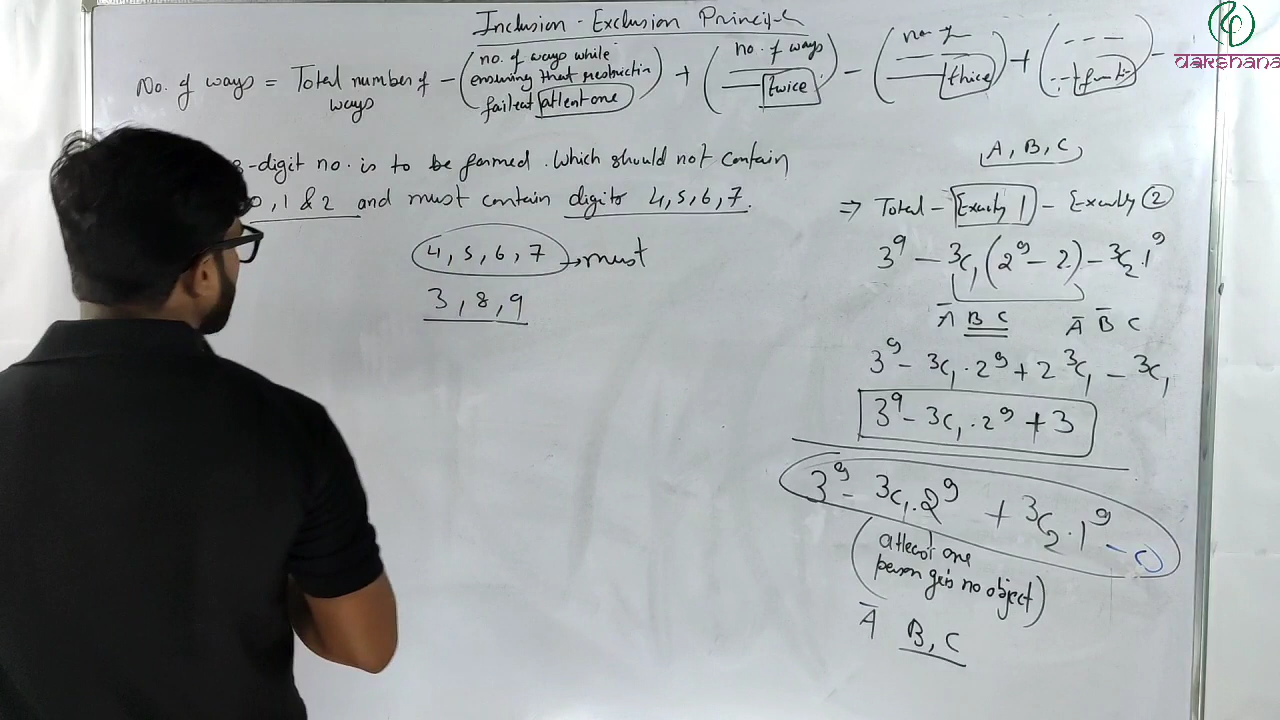 Inclusion - Exclusion Principle
No. of ways = Total number of ways - (no. of ways while ensuring that restriction failed atleast one) + (no. of ways twice) - (no. of thrice) + (
dakshana
-digit no. is to be formed. Which should not contain
0, 1 & 2 and must contain digits 4, 5, 6, 7.
4, 5, 6, 7 → must
3, 8, 9
A, B, C
⇒ Total - Exactly 1 - Exactly 2
3⁹ - ³C₁ (2⁹ - 2) - ³C₂ 1⁹
Ā B C Ā B̄ C
3⁹ - 3C₁ · 2⁹ + 2 ³C₁ - ³C₁
3⁹ - 3C₁ · 2⁹ + 3
3⁹ - 3C₁ · 2⁹ + ³C₂ · 1⁹ - 0
(atleast one
person gets no object)
Ā B, C